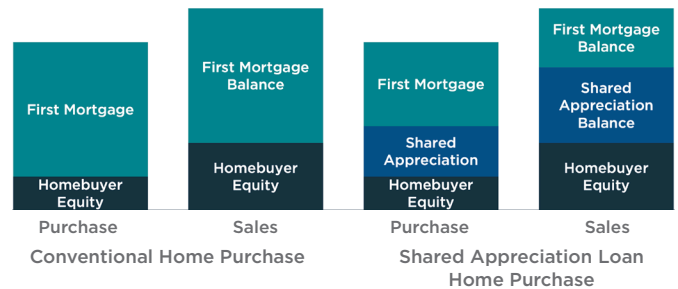 First Mortgage
Homebuyer
Equity
Purchase
First Mortgage
Balance
Homebuyer
Equity
Sales
Conventional Home Purchase
First Mortgage
Shared
Appreciation
Homebuyer
Equity
Purchase
First Mortgage
Balance
Shared
Appreciation
Balance
Homebuyer
Equity
Sales
Shared Appreciation Loan
Home Purchase